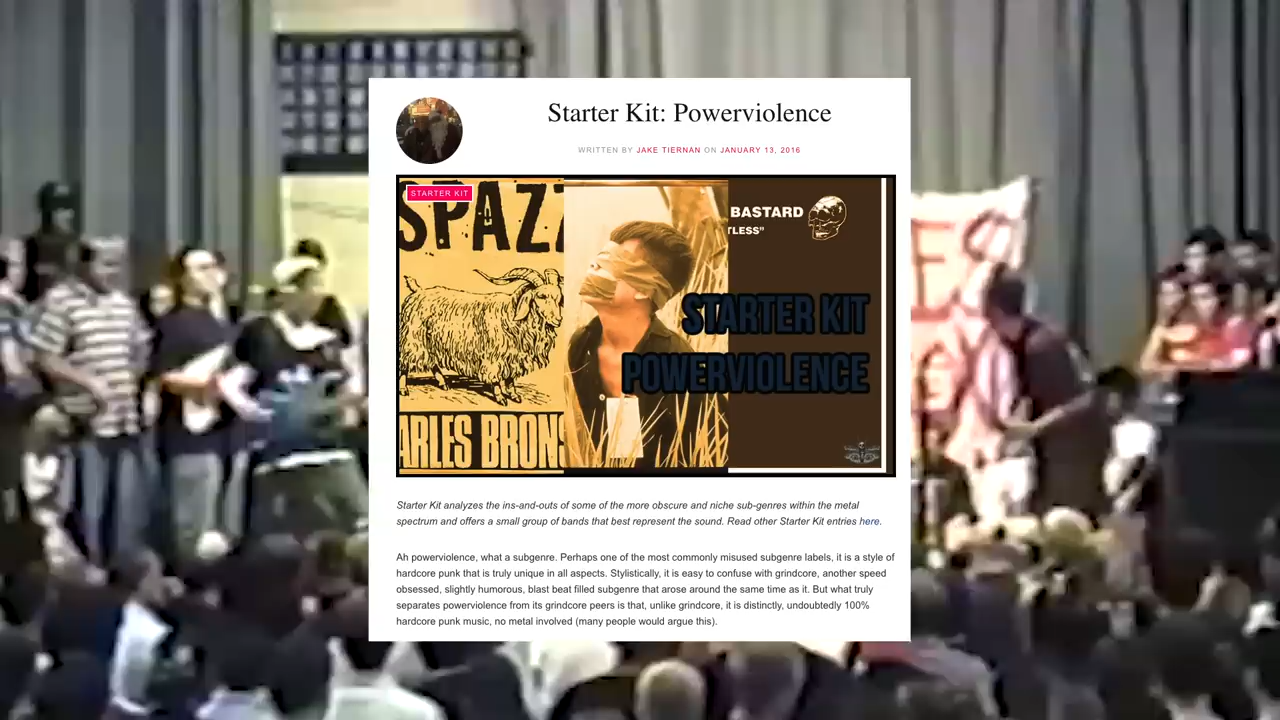 Starter Kit: Powerviolence
WRITTEN BY JAKE TIERNAN ON JANUARY 13, 2016
STARTER KIT
SPAZZ
BASTARD
TLESS”
STARTER KIT
POWERVIOLENCE
ARLES BRONS
Starter Kit analyzes the ins-and-outs of some of the more obscure and niche sub-genres within the metal
spectrum and offers a small group of bands that best represent the sound. Read other Starter Kit entries here.
Ah powerviolence, what a subgenre. Perhaps one of the most commonly misused subgenre labels, it is a style of
hardcore punk that is truly unique in all aspects. Stylistically, it is easy to confuse with grindcore, another speed
obsessed, slightly humorous, blast beat filled subgenre that arose around the same time as it. But what truly
separates powerviolence from its grindcore peers is that, unlike grindcore, it is distinctly, undoubtedly 100%
hardcore punk music, no metal involved (many people would argue this).